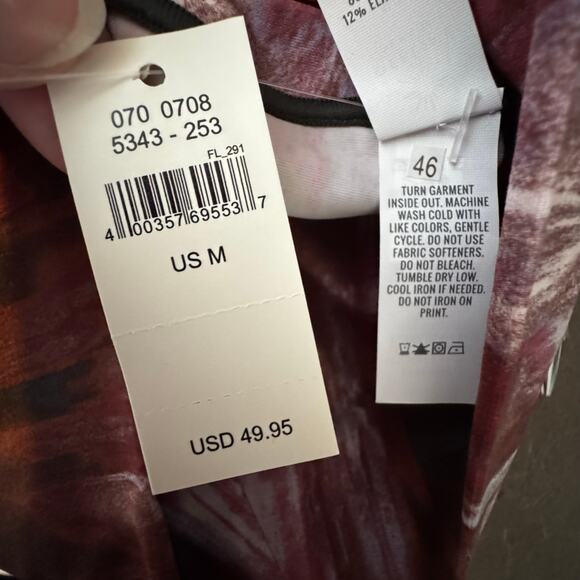 070 0708
5343 - 253
FL_291
4 00357 69553 7
US M
USD 49.95
12%
46
TURN GARMENT
INSIDE OUT. MACHINE
WASH COLD WITH
LIKE COLORS, GENTLE
CYCLE. DO NOT USE
FABRIC SOFTENERS.
DO NOT BLEACH.
TUMBLE DRY LOW.
COOL IRON IF NEEDED.
DO NOT IRON ON
PRINT.